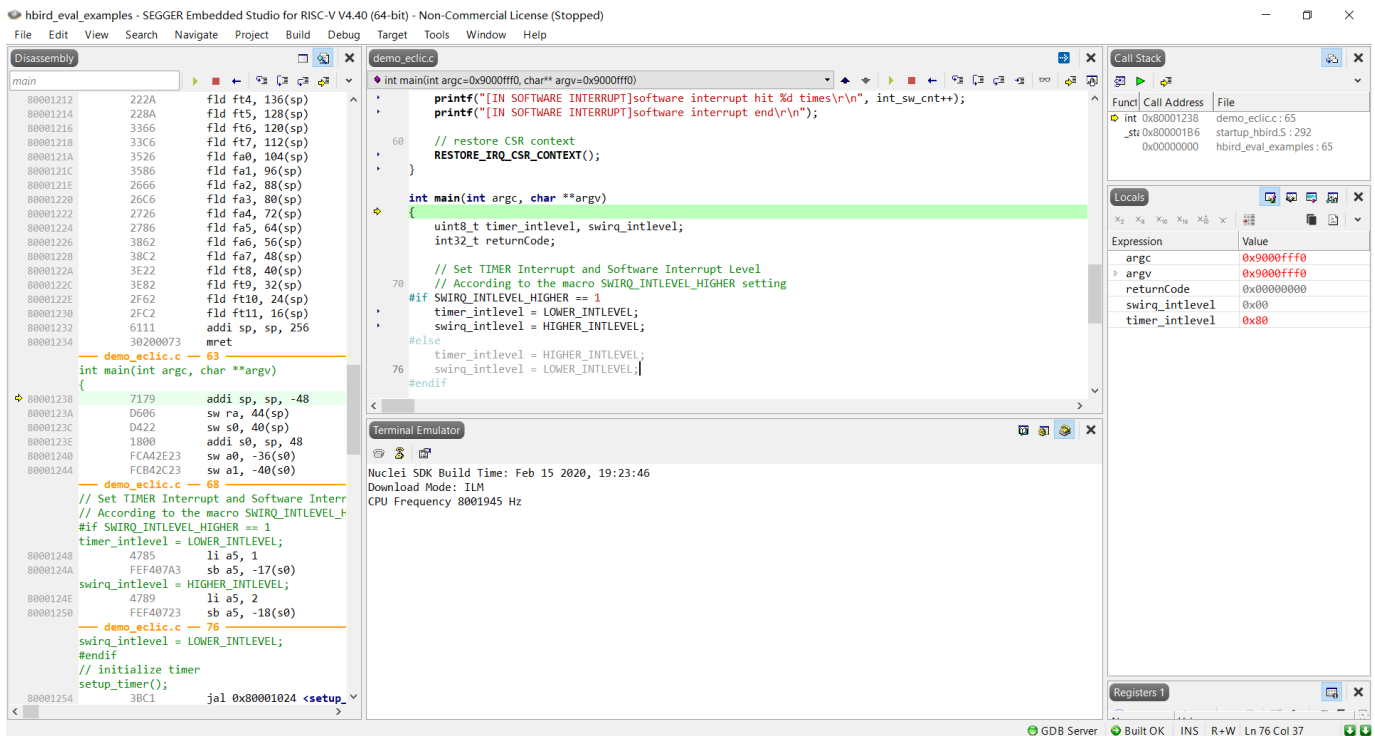 hbird_eval_examples - SEGGER Embedded Studio for RISC-V V4.40 (64-bit) - Non-Commercial License (Stopped)
File Edit View Search Navigate Project Build Debug Target Tools Window Help
Disassembly
main
80001212 222A fld ft4, 136(sp)
80001214 228A fld ft5, 128(sp)
80001216 3366 fld ft6, 120(sp)
80001218 33C6 fld ft7, 112(sp)
8000121A 3526 fld fa0, 104(sp)
8000121C 3586 fld fa1, 96(sp)
8000121E 2666 fld fa2, 88(sp)
80001220 26C6 fld fa3, 80(sp)
80001222 2726 fld fa4, 72(sp)
80001224 2786 fld fa5, 64(sp)
80001226 3862 fld fa6, 56(sp)
80001228 38C2 fld fa7, 48(sp)
8000122A 3E22 fld ft8, 40(sp)
8000122C 3E82 fld ft9, 32(sp)
8000122E 2F62 fld ft10, 24(sp)
80001230 2FC2 fld ft11, 16(sp)
80001232 6111 addi sp, sp, 256
80001234 30200073 mret
demo_eclic.c — 63
int main(int argc, char **argv)
{
80001238 7179 addi sp, sp, -48
8000123A D606 sw ra, 44(sp)
8000123C D422 sw s0, 40(sp)
8000123E 1800 addi s0, sp, 48
80001240 FCA42E23 sw a0, -36(s0)
80001244 FCB42C23 sw a1, -40(s0)
demo_eclic.c — 68
// Set TIMER Interrupt and Software Interr
// According to the macro SWIRQ_INTLEVEL_H
#if SWIRQ_INTLEVEL_HIGHER == 1
timer_intlevel = LOWER_INTLEVEL;
80001248 4785 li a5, 1
8000124A FEF407A3 sb a5, -17(s0)
swirq_intlevel = HIGHER_INTLEVEL;
8000124E 4789 li a5, 2
80001250 FEF40723 sb a5, -18(s0)
demo_eclic.c — 76
swirq_intlevel = LOWER_INTLEVEL;
#endif
// initialize timer
setup_timer();
80001254 3BC1 jal 0x80001024 <setup_
demo_eclic.c
int main(int argc=0x9000fff0, char** argv=0x9000fff0)
printf("[IN SOFTWARE INTERRUPT]software interrupt hit %d times\r\n", int_sw_cnt++);
printf("[IN SOFTWARE INTERRUPT]software interrupt end\r\n");
60 // restore CSR context
RESTORE_IRQ_CSR_CONTEXT();
}
int main(int argc, char **argv)
{
uint8_t timer_intlevel, swirq_intlevel;
int32_t returnCode;
// Set TIMER Interrupt and Software Interrupt Level
70 // According to the macro SWIRQ_INTLEVEL_HIGHER setting
#if SWIRQ_INTLEVEL_HIGHER == 1
timer_intlevel = LOWER_INTLEVEL;
swirq_intlevel = HIGHER_INTLEVEL;
#else
timer_intlevel = HIGHER_INTLEVEL;
76 swirq_intlevel = LOWER_INTLEVEL;
#endif
Terminal Emulator
Nuclei SDK Build Time: Feb 15 2020, 19:23:46
Download Mode: ILM
CPU Frequency 8001945 Hz
Call Stack
Funct Call Address File
int 0x80001238 demo_eclic.c : 65
_sta 0x800001B6 startup_hbird.S : 292
0x00000000 hbird_eval_examples : 65
Locals
Expression Value
argc 0x9000fff0
argv 0x9000fff0
returnCode 0x00000000
swirq_intlevel 0x00
timer_intlevel 0x80
Registers 1
GDB Server Built OK INS R+W Ln 76 Col 37